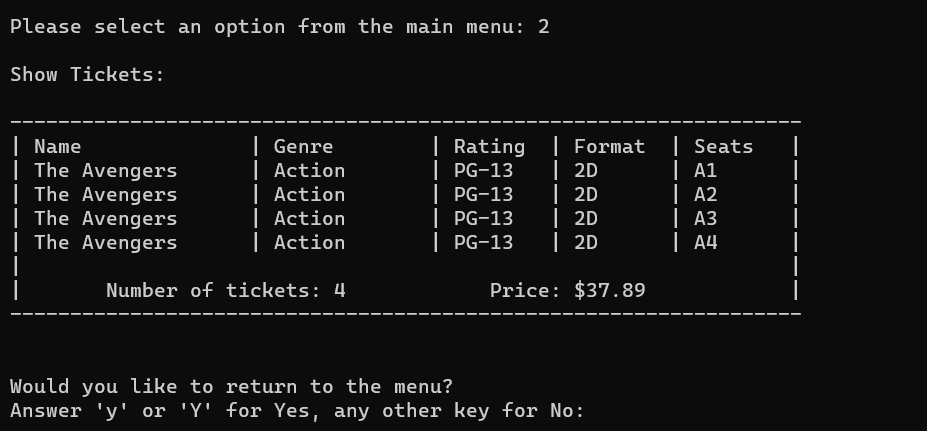 Please select an option from the main menu: 2
Show Tickets:
------------------------------------------------------------------
| Name              | Genre        | Rating  | Format  | Seats   |
| The Avengers      | Action       | PG-13   | 2D      | A1      |
| The Avengers      | Action       | PG-13   | 2D      | A2      |
| The Avengers      | Action       | PG-13   | 2D      | A3      |
| The Avengers      | Action       | PG-13   | 2D      | A4      |
|                                                                |
|       Number of tickets: 4            Price: $37.89            |
------------------------------------------------------------------
Would you like to return to the menu?
Answer 'y' or 'Y' for Yes, any other key for No: